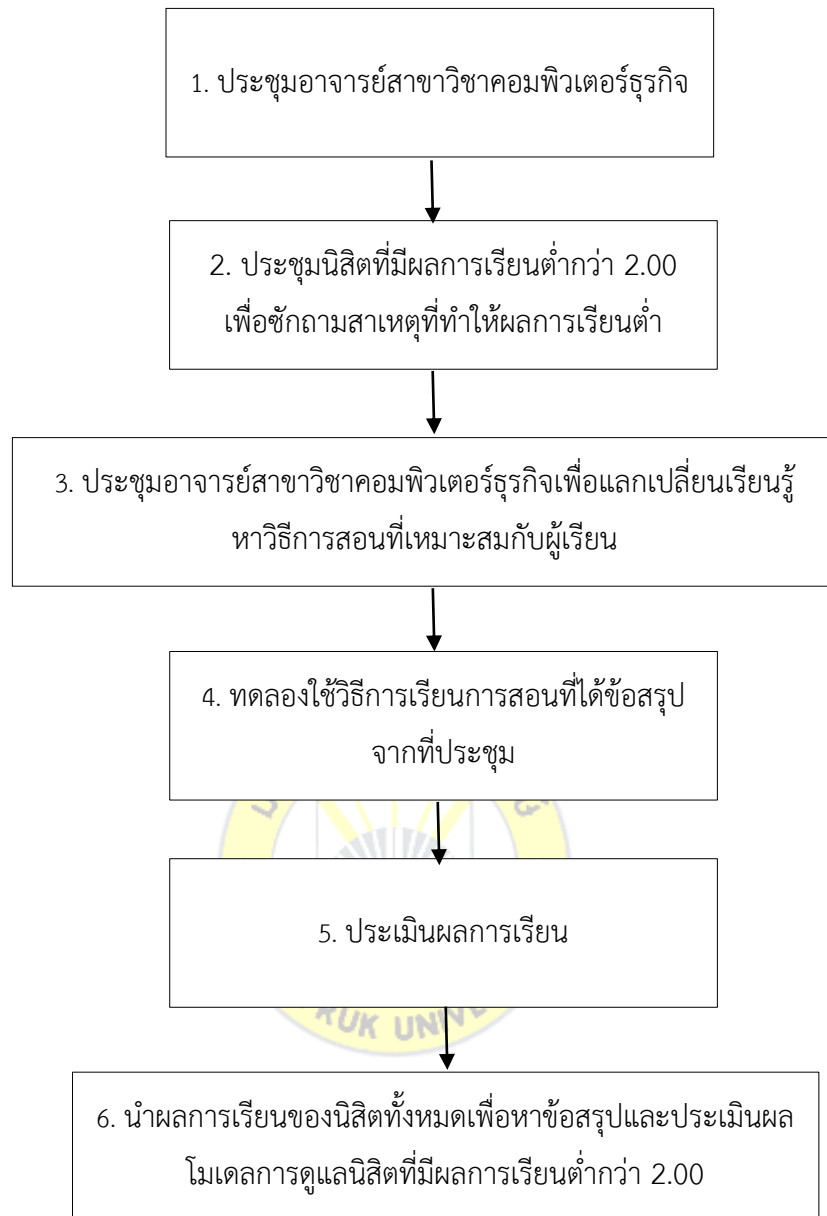 1. ประชุมอาจารย์สาขาวิชาคอมพิวเตอร์ธุรกิจ
2. ประชุมนิสิตที่มีผลการเรียนต่ำกว่า 2.00
เพื่อซักถามสาเหตุที่ทำให้ผลการเรียนต่ำ
3. ประชุมอาจารย์สาขาวิชาคอมพิวเตอร์ธุรกิจเพื่อแลกเปลี่ยนเรียนรู้
หาวิธีการสอนที่เหมาะสมกับผู้เรียน
4. ทดลองใช้วิธีการเรียนการสอนที่ได้ข้อสรุป
จากที่ประชุม
5. ประเมินผลการเรียน
6. นำผลการเรียนของนิสิตทั้งหมดเพื่อหาข้อสรุปและประเมินผล
โมเดลการดูแลนิสิตที่มีผลการเรียนต่ำกว่า 2.00